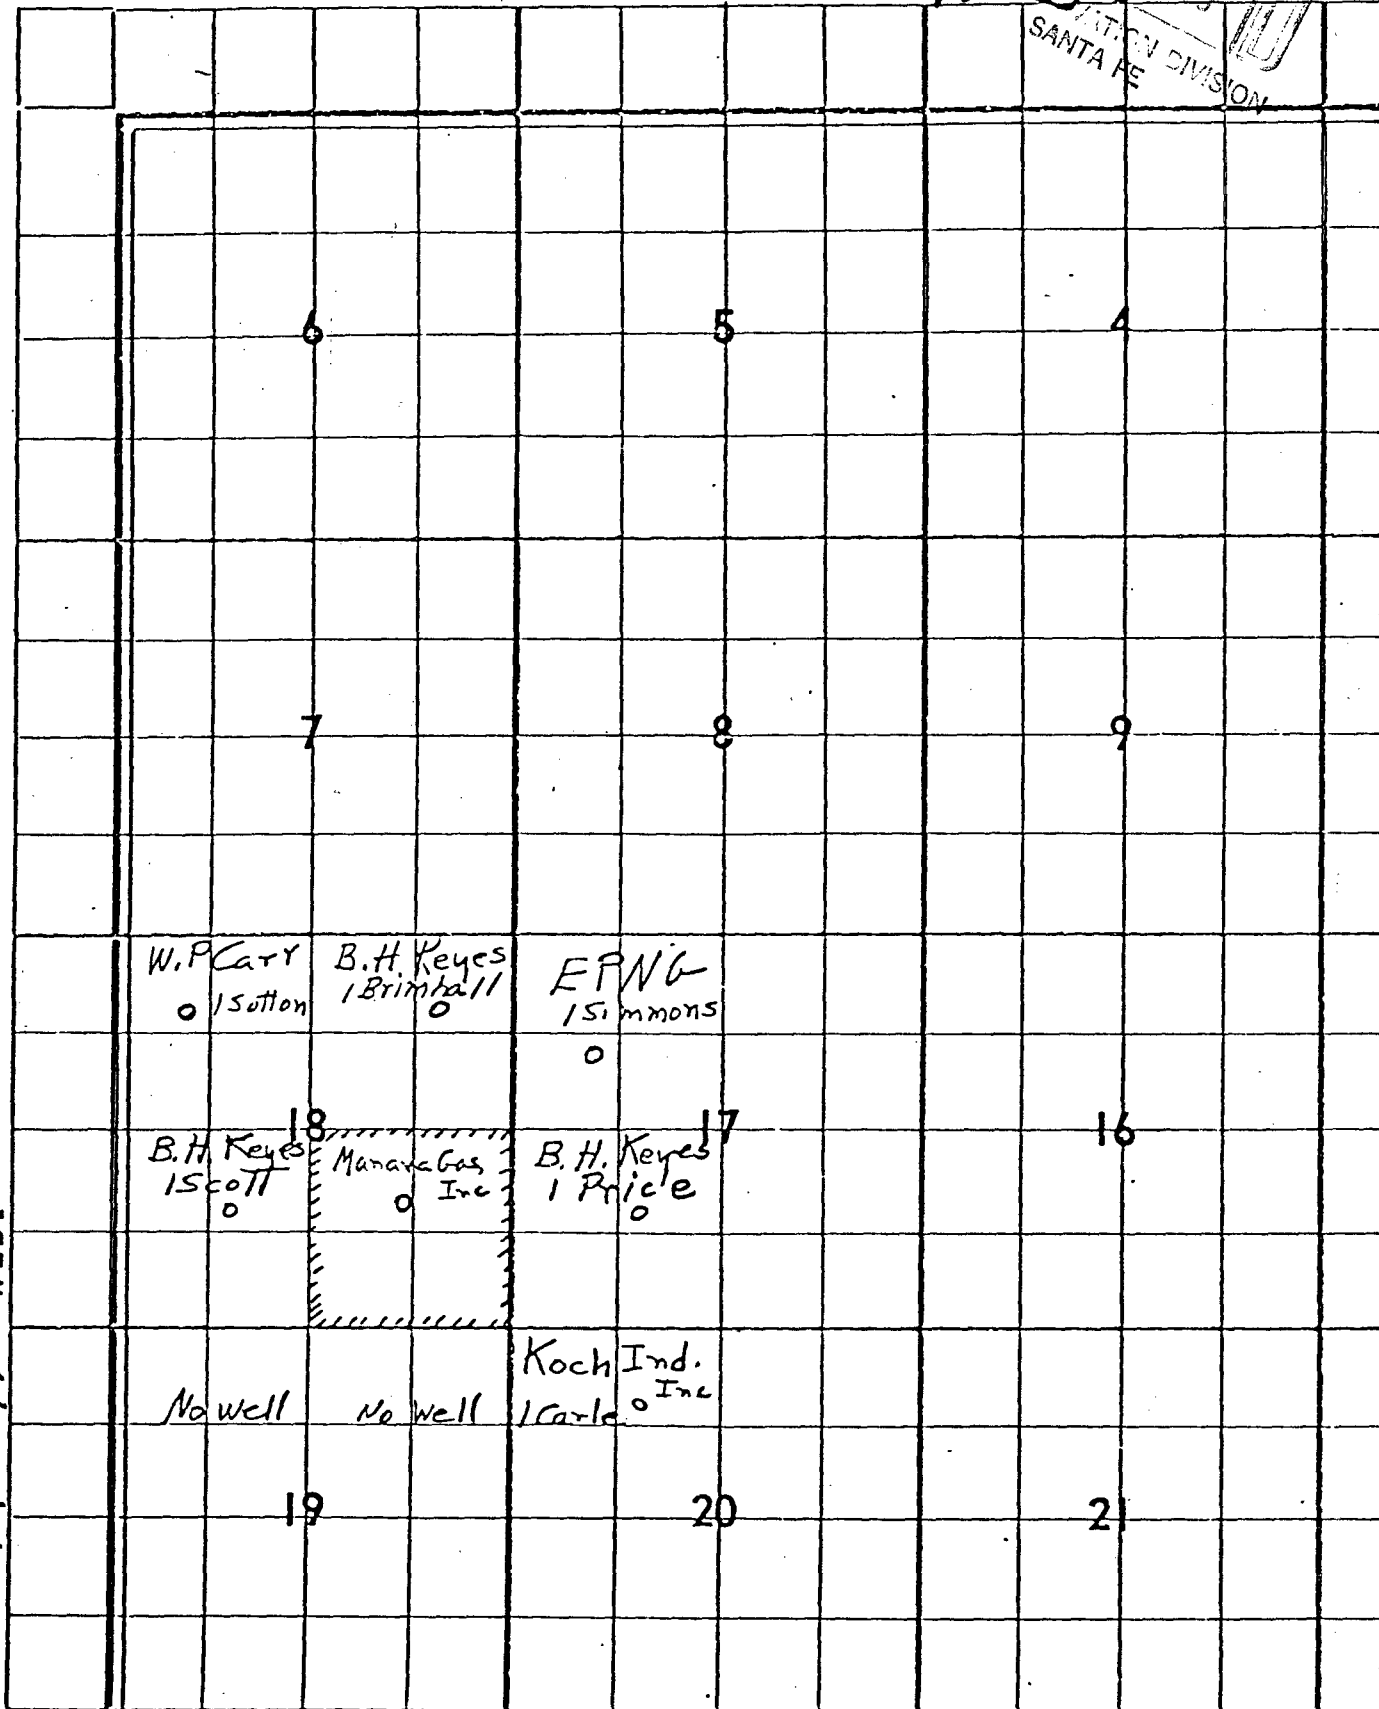 VATION DIVISION
SANTA FE
6
5
4
7
8
9
W.P Carr
1 Sutton
B.H. Keyes
1 Brimhall
EPNG
1 Simmons
18
17
16
B.H. Keyes
1 Scott
Manana Gas
Inc
B.H. Keyes
1 Price
Koch Ind.
Inc
1 Carle
No well
No well
19
20
21